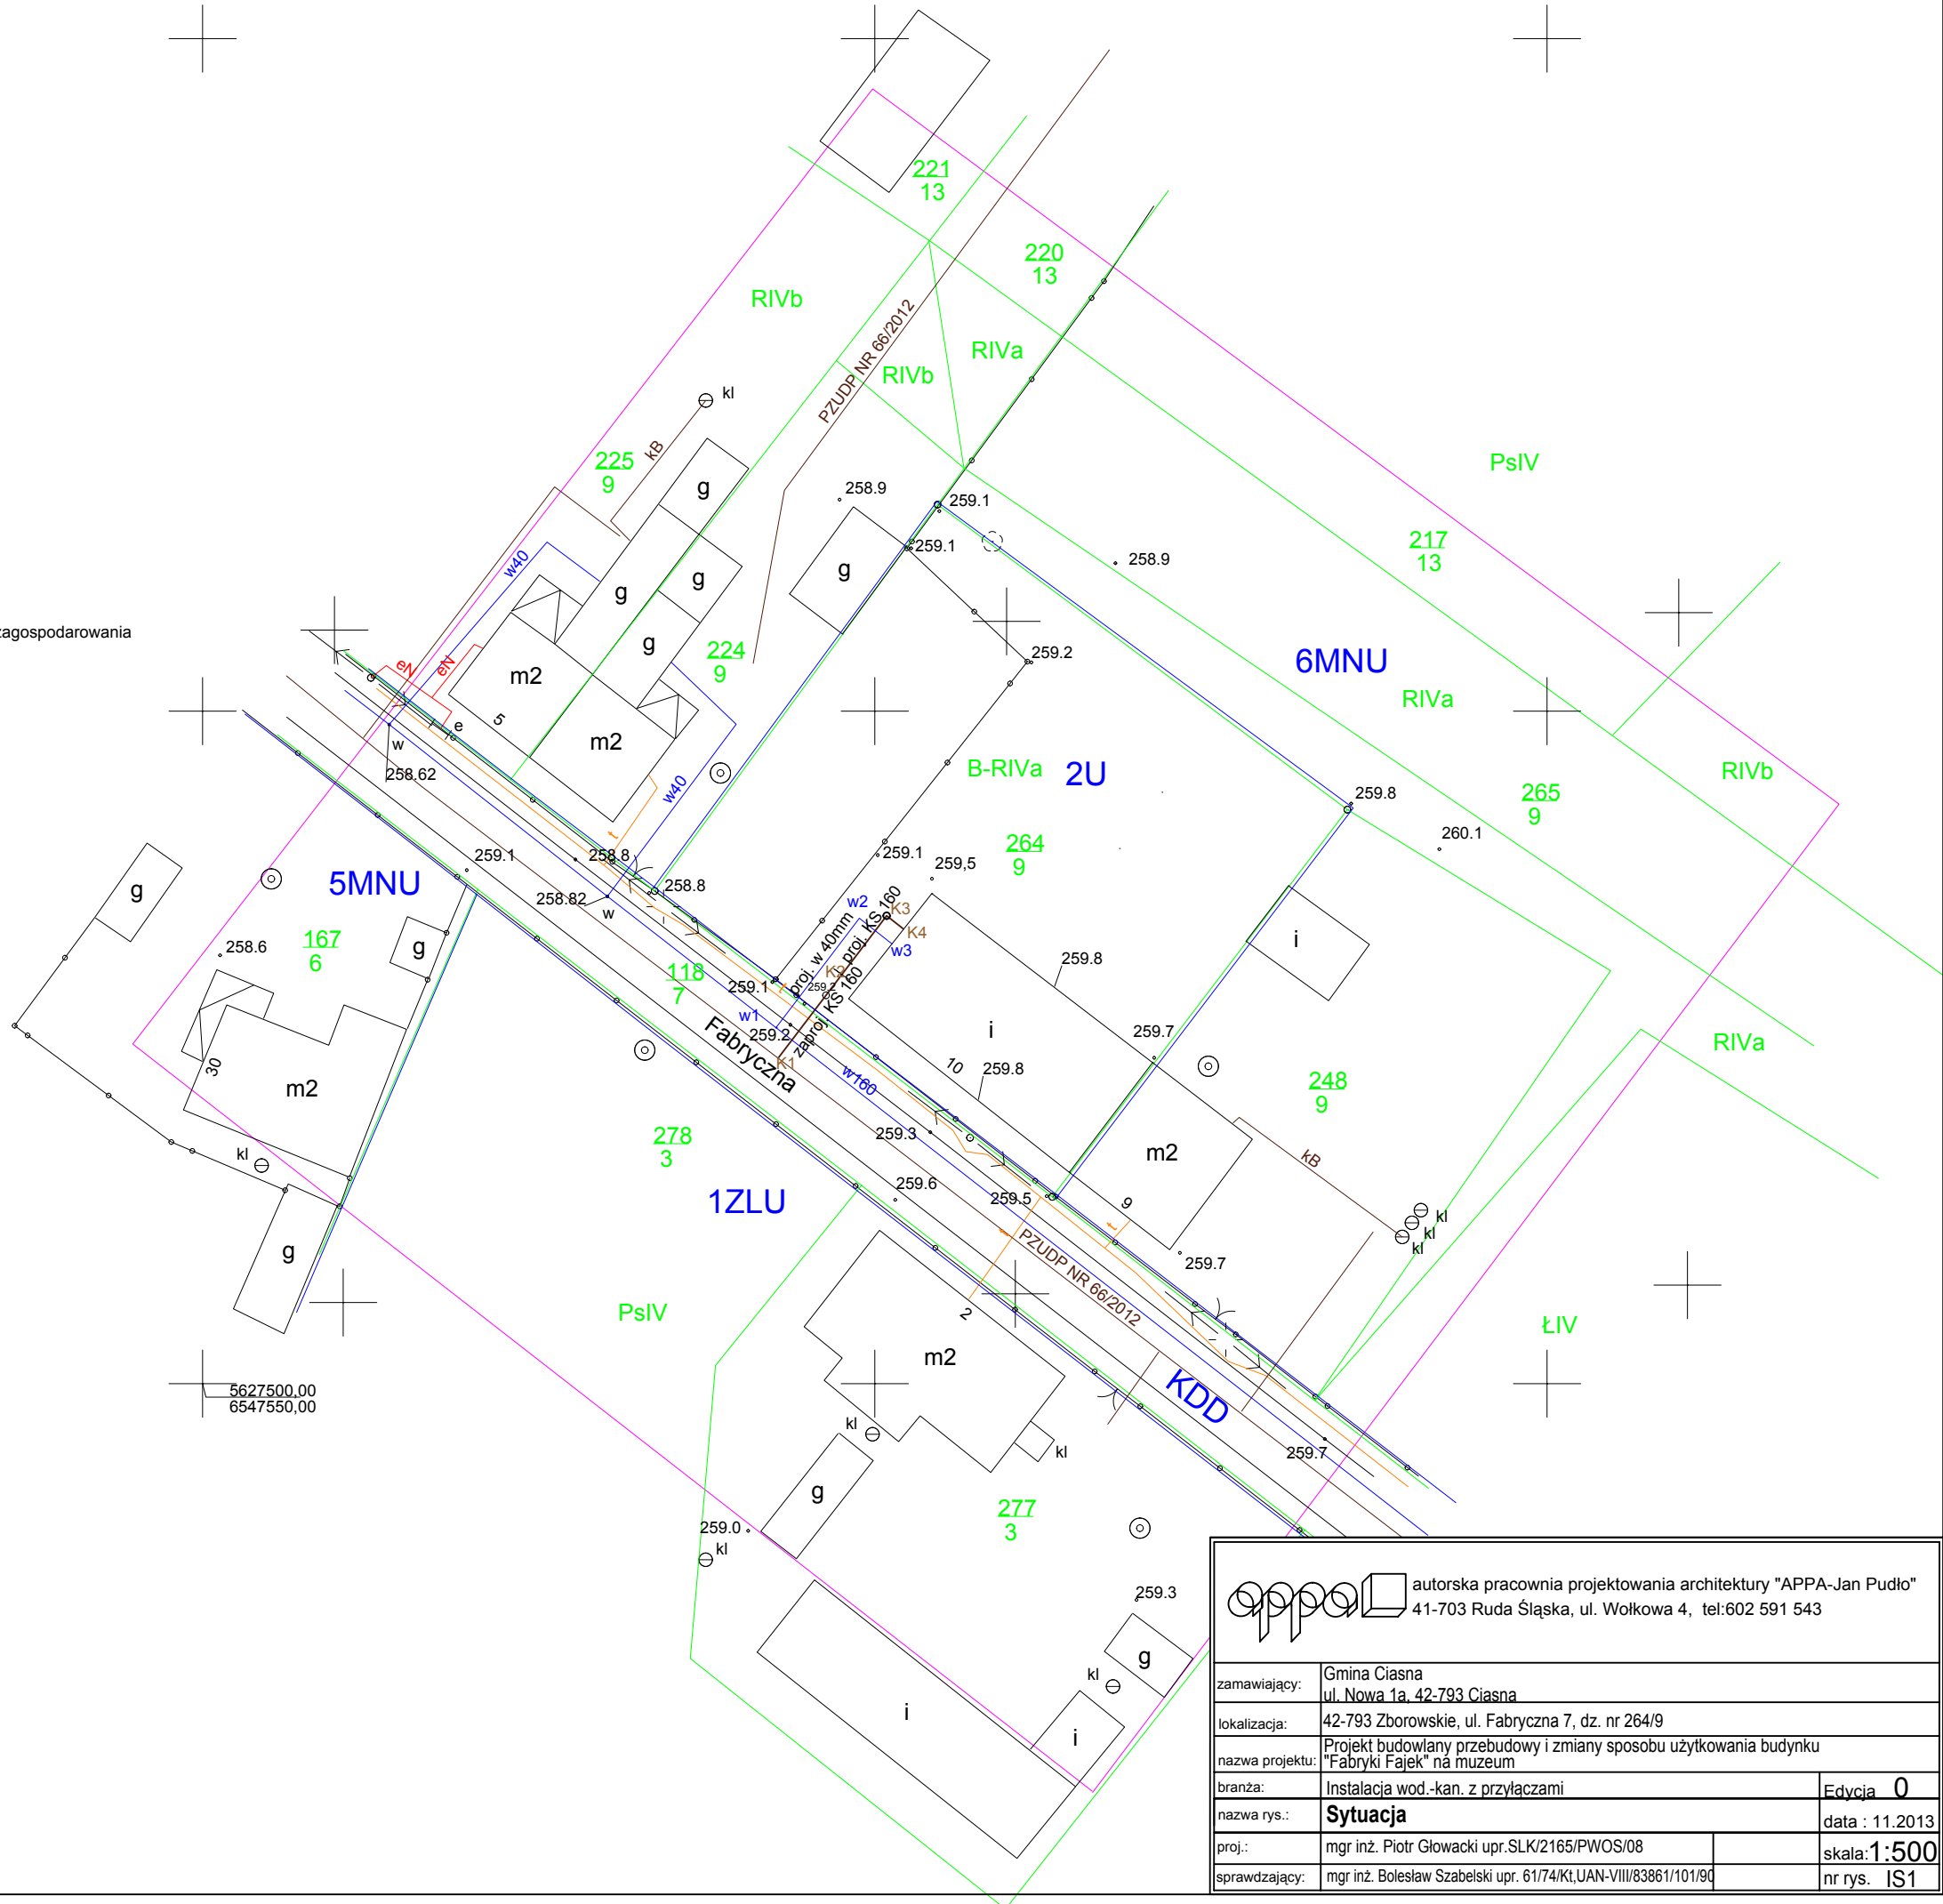 221
13
220
13
RIVb
RIVa
RIVb
PZUDP NR 66/2012
kl
kB
225
9
g
PsIV
258.9
259.1
217
13
w40
259.1
258.9
g
g
g
g
zagospodarowania
224
9
259.2
6MNU
eN
eN
m2
RIVa
5
m2
e
w
258.62
B-RIVa
2U
RIVb
w40
265
9
259.8
t
260.1
264
9
258.8
259.1
259.1
259,5
5MNU
g
258.8
258.82
w
w2
K3
K4
w3
proj. w 40mm
proj. KS 160
g
258.6
167
6
i
259.8
118
7
259.1
t
K2
259.2
zaproj. KS 160
w1
259.2
K1
i
259.7
RIVa
Fabryczna
10
259.8
w160
30
m2
248
9
278
3
259.3
kl
m2
kB
1ZLU
259.6
259.5
9
t
kl
kl
kl
g
t
PZUDP NR 66/2012
259.7
PsIV
2
ŁIV
m2
KDD
5627500,00
6547550,00
kl
kl
259.7
g
277
3
259.0
kl
259.3
g
kl
i
i
appa
autorska pracownia projektowania architektury "APPA-Jan Pudło"
41-703 Ruda Śląska, ul. Wołkowa 4, tel:602 591 543
zamawiający: Gmina Ciasna
ul. Nowa 1a, 42-793 Ciasna
lokalizacja: 42-793 Zborowskie, ul. Fabryczna 7, dz. nr 264/9
nazwa projektu: Projekt budowlany przebudowy i zmiany sposobu użytkowania budynku
"Fabryki Fajek" na muzeum
branża: Instalacja wod.-kan. z przyłączami Edycja 0
nazwa rys.: Sytuacja data : 11.2013
proj.: mgr inż. Piotr Głowacki upr.SLK/2165/PWOS/08 skala:1:500
sprawdzający: mgr inż. Bolesław Szabelski upr. 61/74/Kt,UAN-VIII/83861/101/90 nr rys. IS1